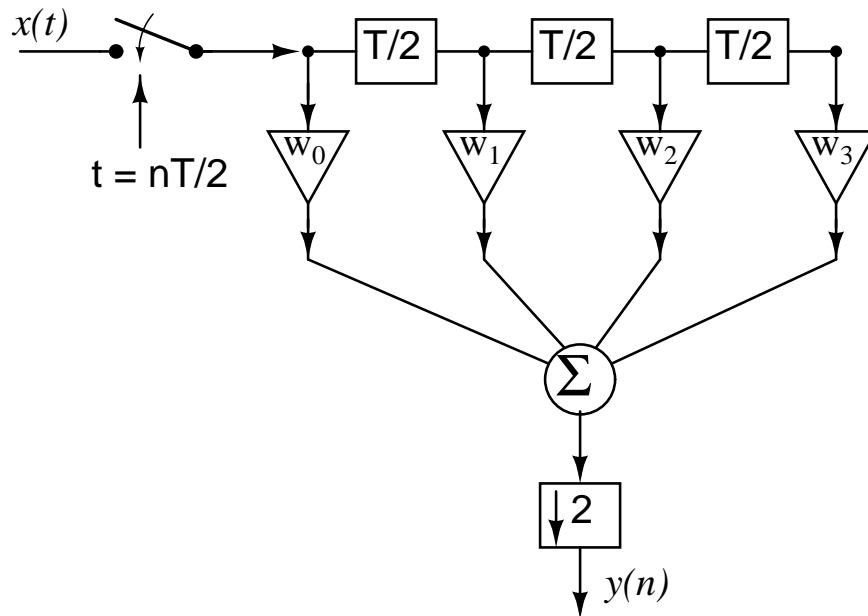 x(t)
T/2 T/2 T/2
t = nT/2
w0 w1 w2 w3
Σ
↓ 2
y(n)